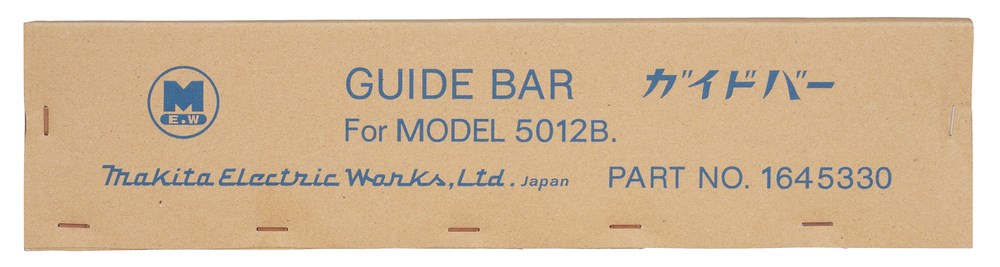 M
E.W
GUIDE BAR ガイドバー
For MODEL 5012B.
Makita Electric Works, Ltd. Japan PART NO. 1645330